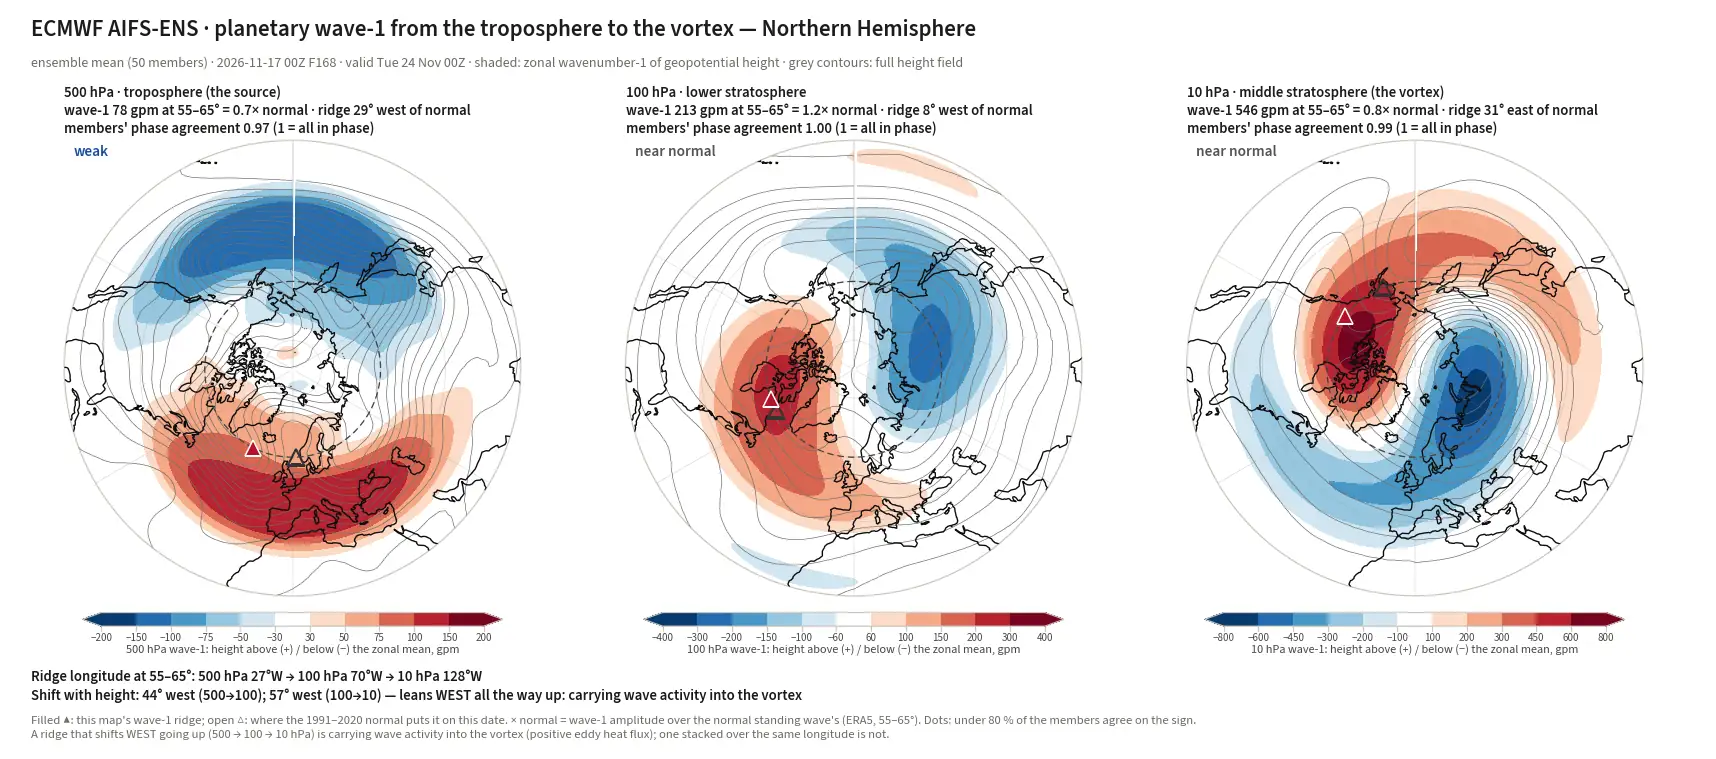 ECMWF AIFS-ENS · planetary wave-1 from the troposphere to the vortex — Northern Hemisphere
ensemble mean (50 members) · 2026-11-17 00Z F168 · valid Tue 24 Nov 00Z · shaded: zonal wavenumber-1 of geopotential height · grey contours: full height field
500 hPa · troposphere (the source)
wave-1 78 gpm at 55–65° = 0.7× normal · ridge 29° west of normal
members' phase agreement 0.97 (1 = all in phase)
weak
100 hPa · lower stratosphere
wave-1 213 gpm at 55–65° = 1.2× normal · ridge 8° west of normal
members' phase agreement 1.00 (1 = all in phase)
near normal
10 hPa · middle stratosphere (the vortex)
wave-1 546 gpm at 55–65° = 0.8× normal · ridge 31° east of normal
members' phase agreement 0.99 (1 = all in phase)
near normal
−200 −150 −100 −75 −50 −30 30 50 75 100 150 200
500 hPa wave-1: height above (+) / below (−) the zonal mean, gpm
−400 −300 −200 −150 −100 −60 60 100 150 200 300 400
100 hPa wave-1: height above (+) / below (−) the zonal mean, gpm
−800 −600 −450 −300 −200 −100 100 200 300 450 600 800
10 hPa wave-1: height above (+) / below (−) the zonal mean, gpm
Ridge longitude at 55–65°: 500 hPa 27°W → 100 hPa 70°W → 10 hPa 128°W
Shift with height: 44° west (500→100); 57° west (100→10) — leans WEST all the way up: carrying wave activity into the vortex
Filled ▲: this map's wave-1 ridge; open △: where the 1991–2020 normal puts it on this date. × normal = wave-1 amplitude over the normal standing wave's (ERA5, 55–65°). Dots: under 80 % of the members agree on the sign.
A ridge that shifts WEST going up (500 → 100 → 10 hPa) is carrying wave activity into the vortex (positive eddy heat flux); one stacked over the same longitude is not.